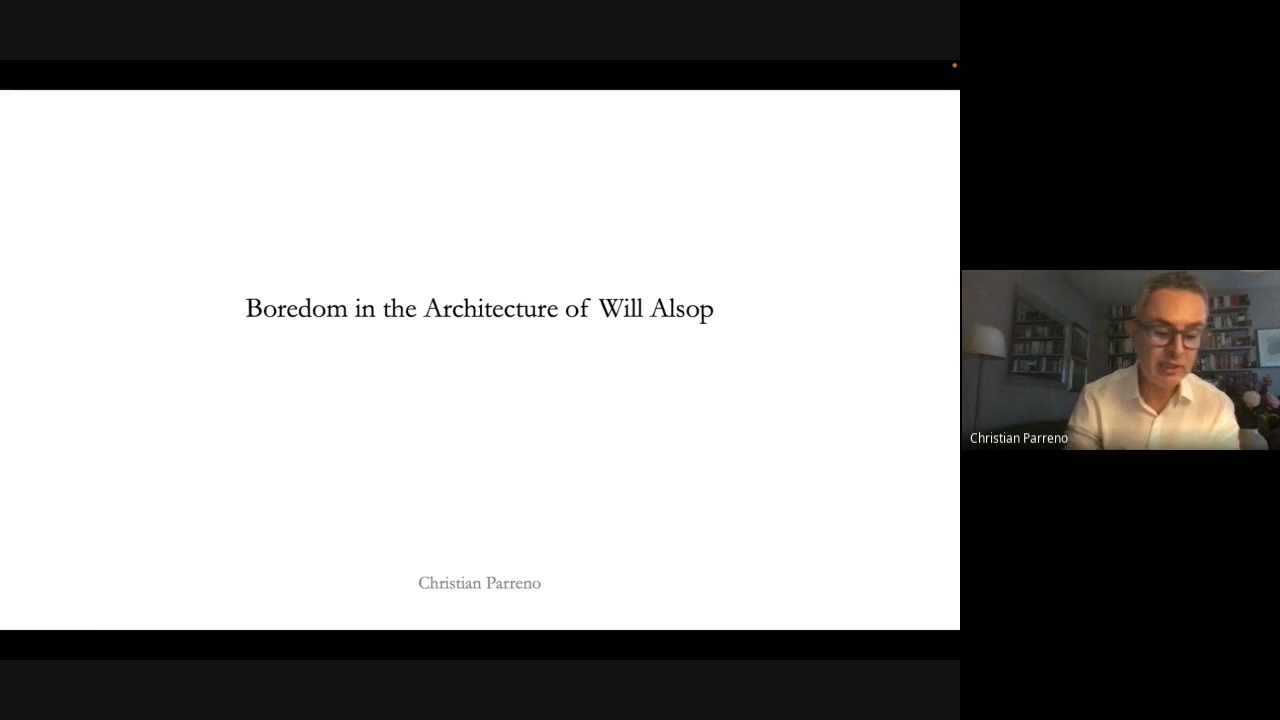 Boredom in the Architecture of Will Alsop
Christian Parreno
Christian Parreno